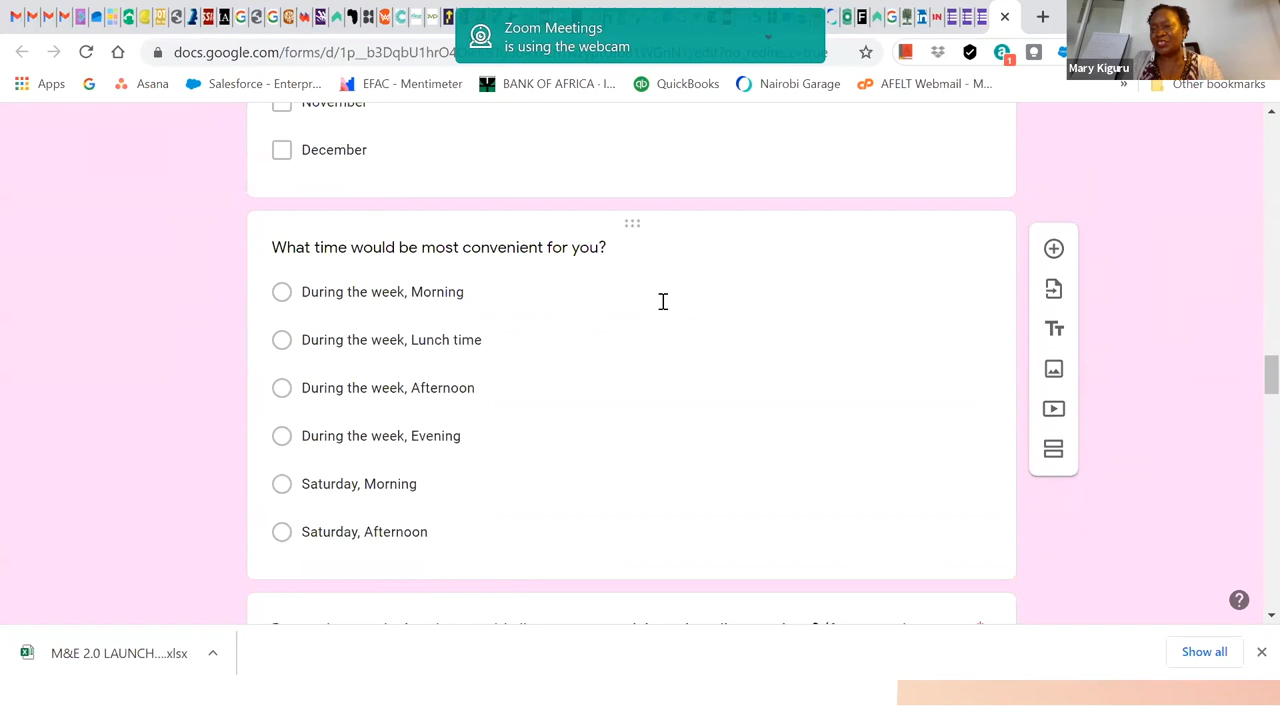 Zoom Meetings
is using the webcam
Mary Kiguru
docs.google.com/forms/d/1p__b3DqbU1hrO4
1
Apps
Asana
Salesforce - Enterpr...
EFAC - Mentimeter
BANK OF AFRICA - I...
QuickBooks
Nairobi Garage
AFELT Webmail - M...
»
Other bookmarks
November
December
What time would be most convenient for you?
During the week, Morning
During the week, Lunch time
During the week, Afternoon
During the week, Evening
Saturday, Morning
Saturday, Afternoon
M&E 2.0 LAUNCH....xlsx
Show all